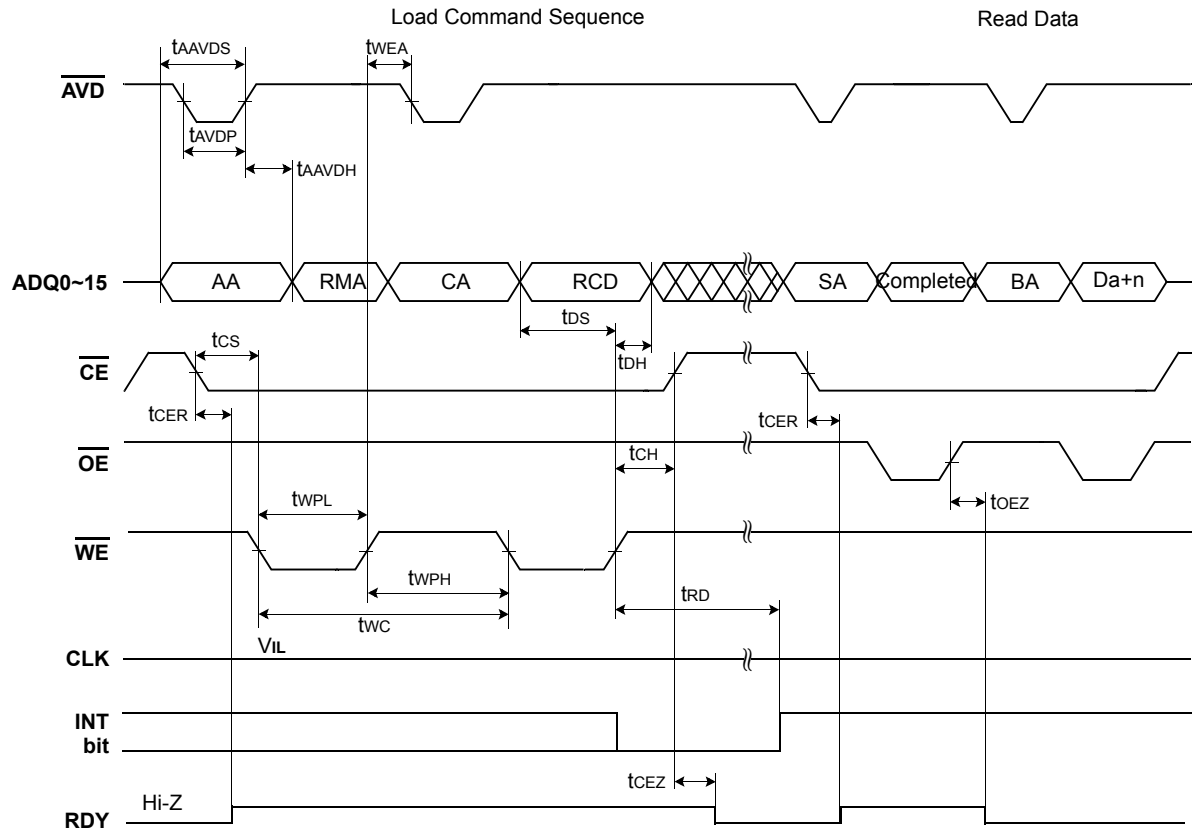 Load Command Sequence
Read Data
tAAVDS
tWEA
AVD
tAVDP
tAAVDH
ADQ0~15
AA
RMA
CA
RCD
SA
Completed
BA
Da+n
tCS
tDS
tDH
CE
tCER
tCER
OE
tCH
tWPL
tOEZ
WE
tWPH
tRD
tWC
VIL
CLK
INT
bit
tCEZ
Hi-Z
RDY